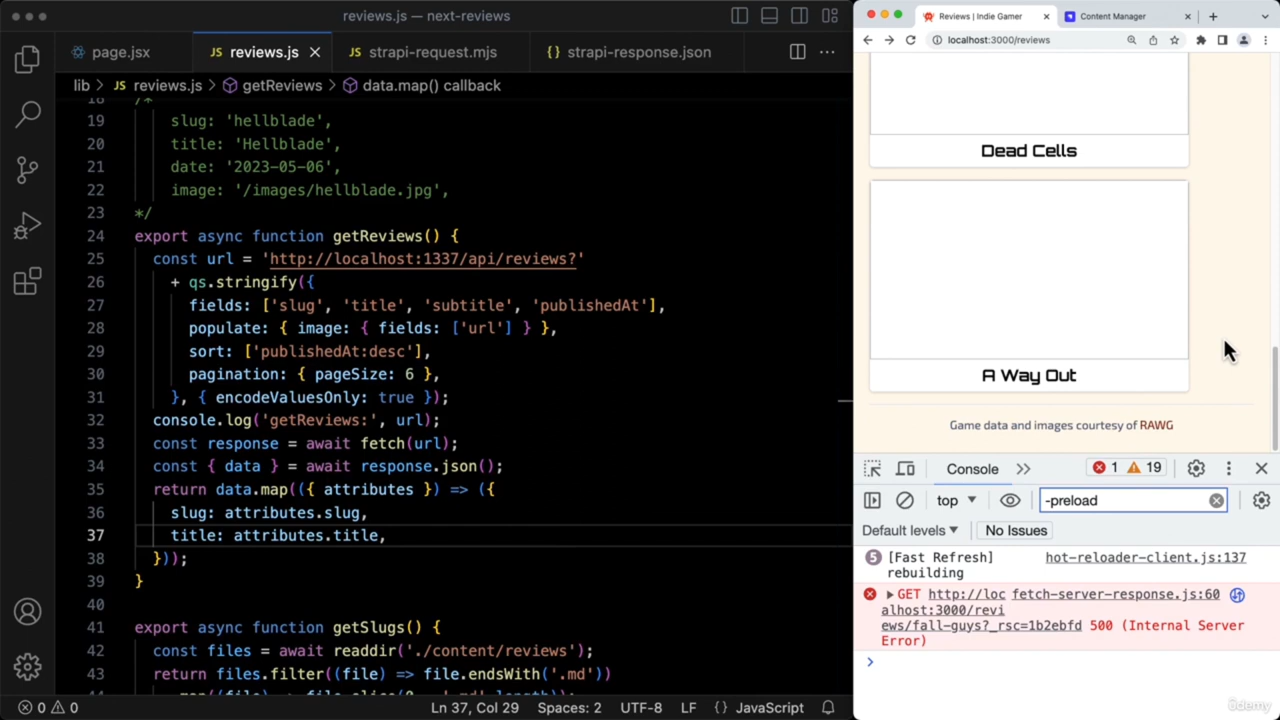 reviews.js — next-reviews
page.jsx
JS reviews.js
JS strapi-request.mjs
{} strapi-response.json
lib > JS reviews.js > getReviews > data.map() callback
18 /*
19 slug: 'hellblade',
20 title: 'Hellblade',
21 date: '2023-05-06',
22 image: '/images/hellblade.jpg',
23 */
24 export async function getReviews() {
25 const url = 'http://localhost:1337/api/reviews?'
26 + qs.stringify({
27 fields: ['slug', 'title', 'subtitle', 'publishedAt'],
28 populate: { image: { fields: ['url'] } },
29 sort: ['publishedAt:desc'],
30 pagination: { pageSize: 6 },
31 }, { encodeValuesOnly: true });
32 console.log('getReviews:', url);
33 const response = await fetch(url);
34 const { data } = await response.json();
35 return data.map(({ attributes }) => ({
36 slug: attributes.slug,
37 title: attributes.title,
38 }));
39 }
40
41 export async function getSlugs() {
42 const files = await readdir('./content/reviews');
43 return files.filter((file) => file.endsWith('.md'))
0 0
Ln 37, Col 29
Spaces: 2
UTF-8
LF
{} JavaScript
Reviews | Indie Gamer
Content Manager
localhost:3000/reviews
Dead Cells
A Way Out
Game data and images courtesy of RAWG
Console
1 19
top
-preload
Default levels
No Issues
5 [Fast Refresh] hot-reloader-client.js:137
rebuilding
GET http://loc fetch-server-response.js:60
alhost:3000/revi
ews/fall-guys?_rsc=1b2ebfd 500 (Internal Server
Error)
ûdemy